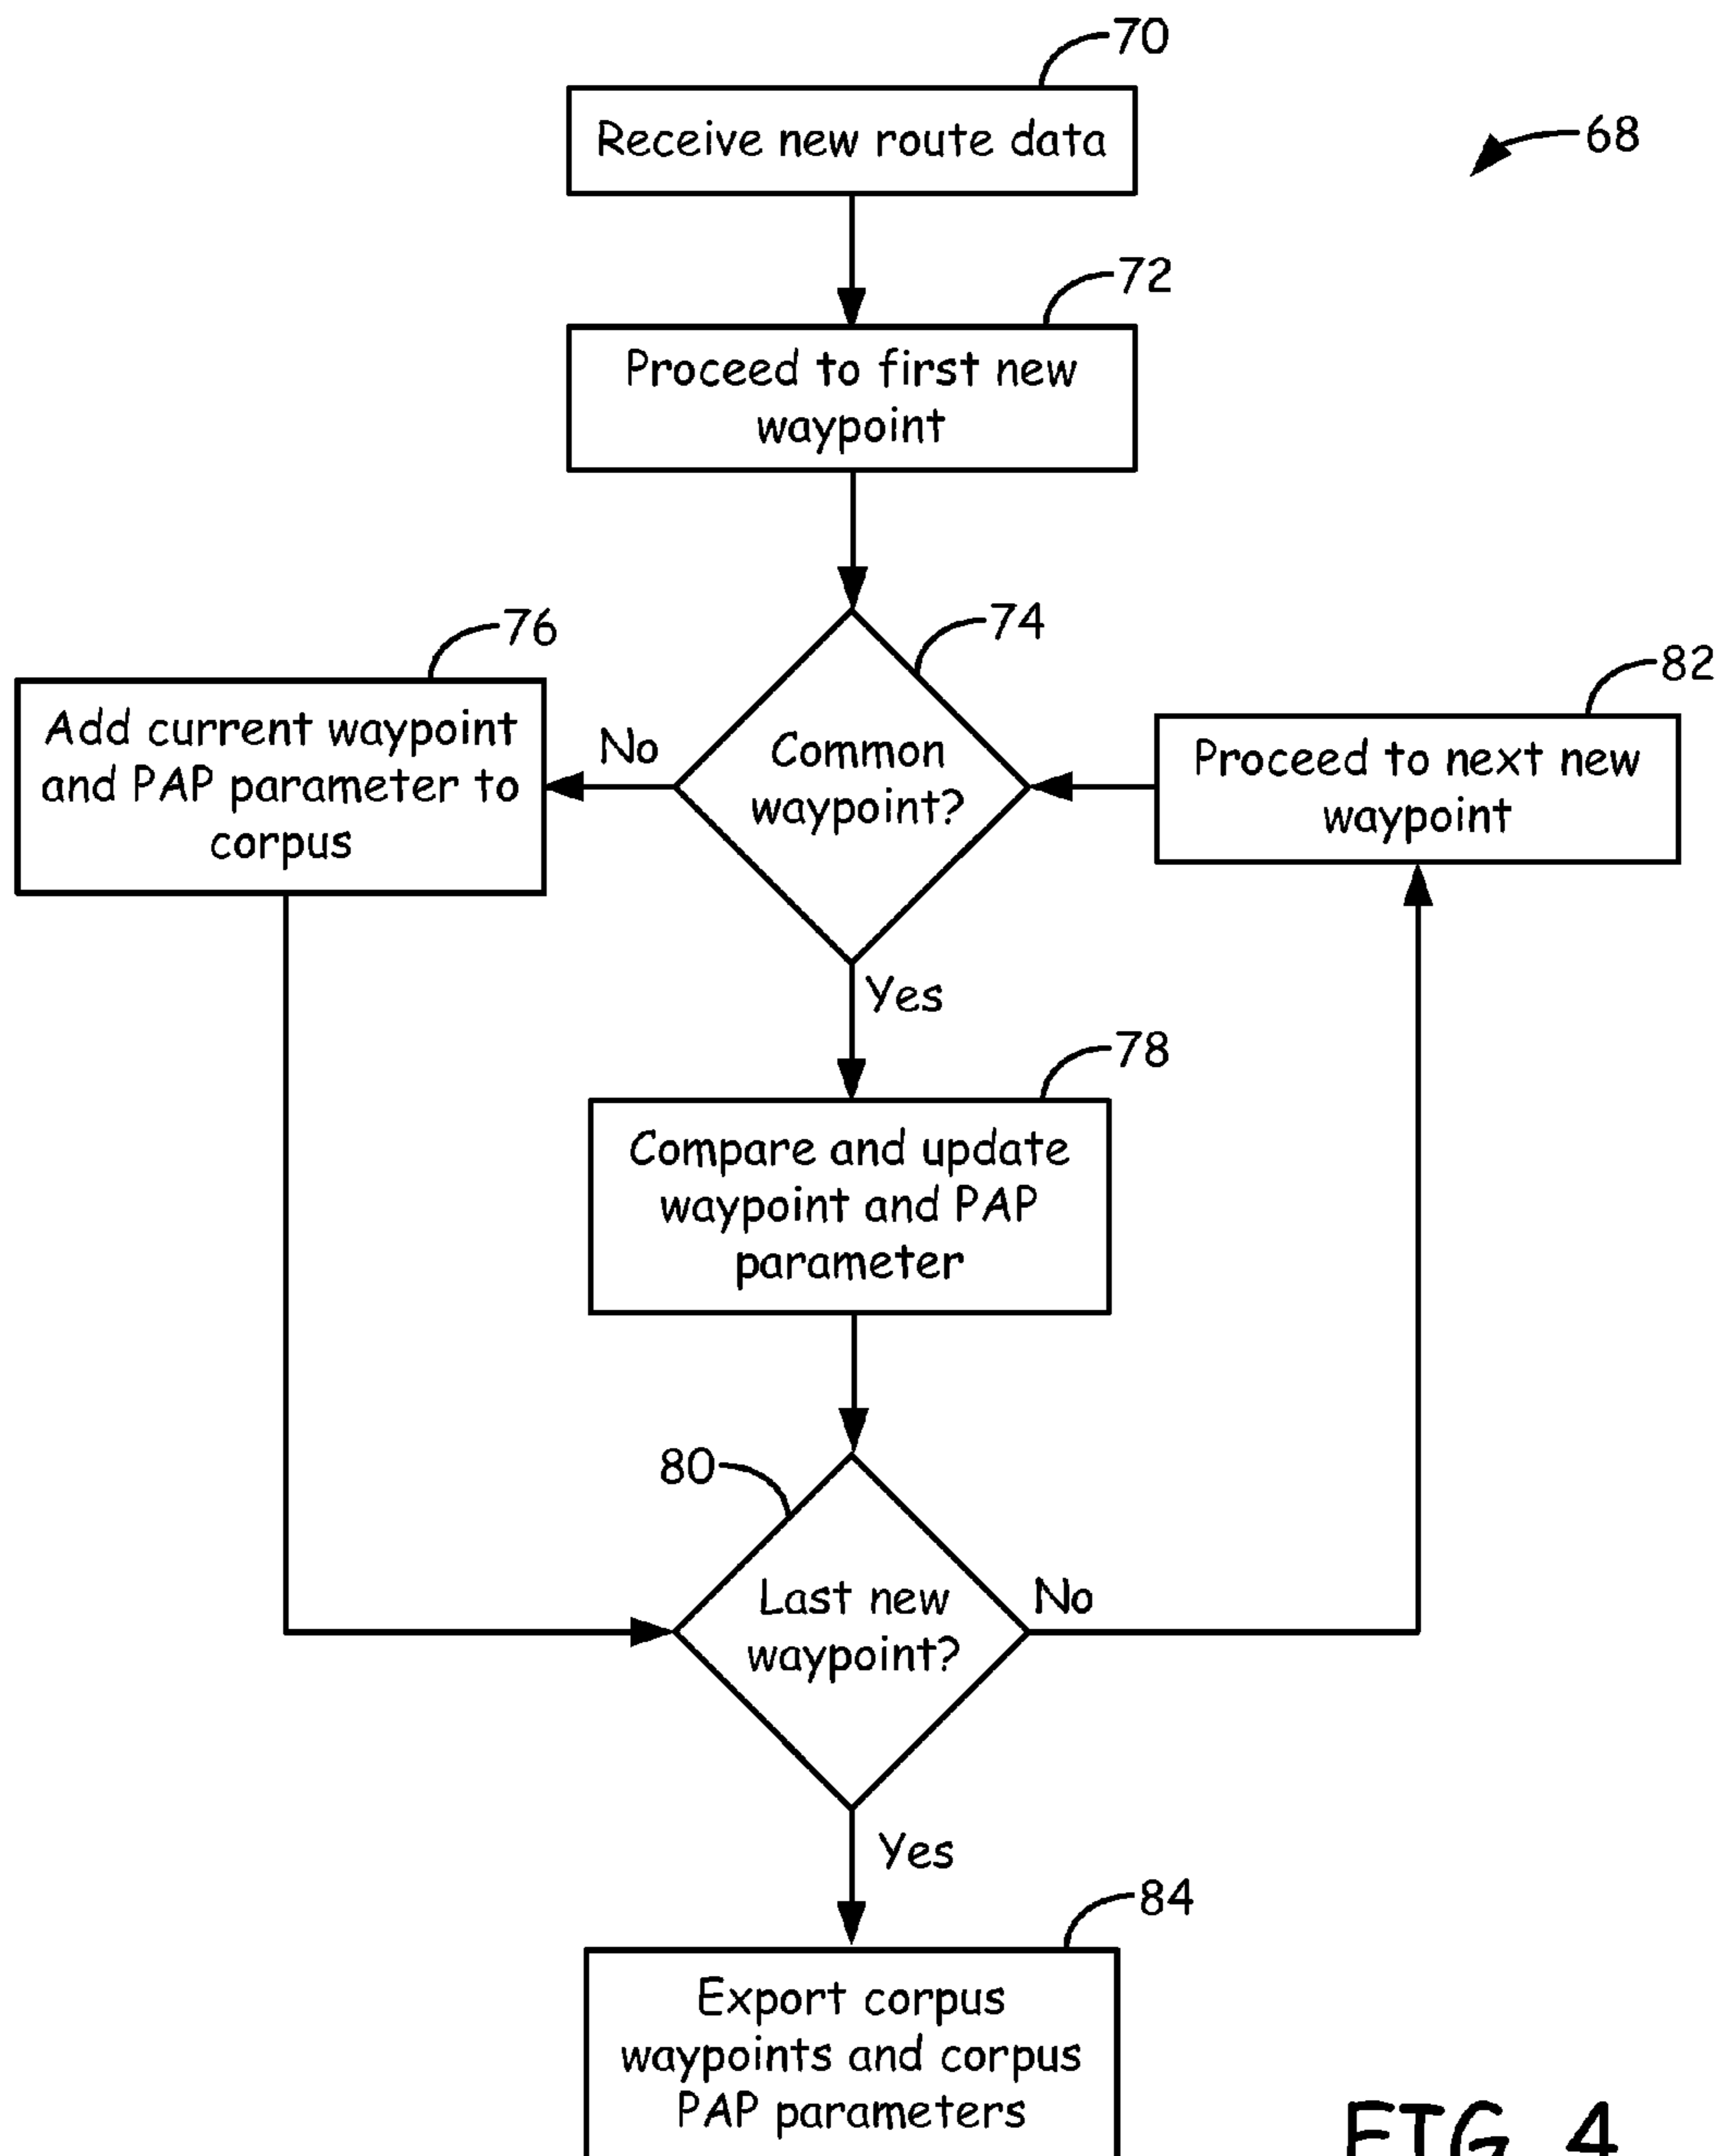 70
Receive new route data
68
72
Proceed to first new
waypoint
74
Common
waypoint?
76
Add current waypoint
and PAP parameter to
corpus
No
82
Proceed to next new
waypoint
Yes
78
Compare and update
waypoint and PAP
parameter
80
Last new
waypoint?
No
Yes
84
Export corpus
waypoints and corpus
PAP parameters
FIG. 4